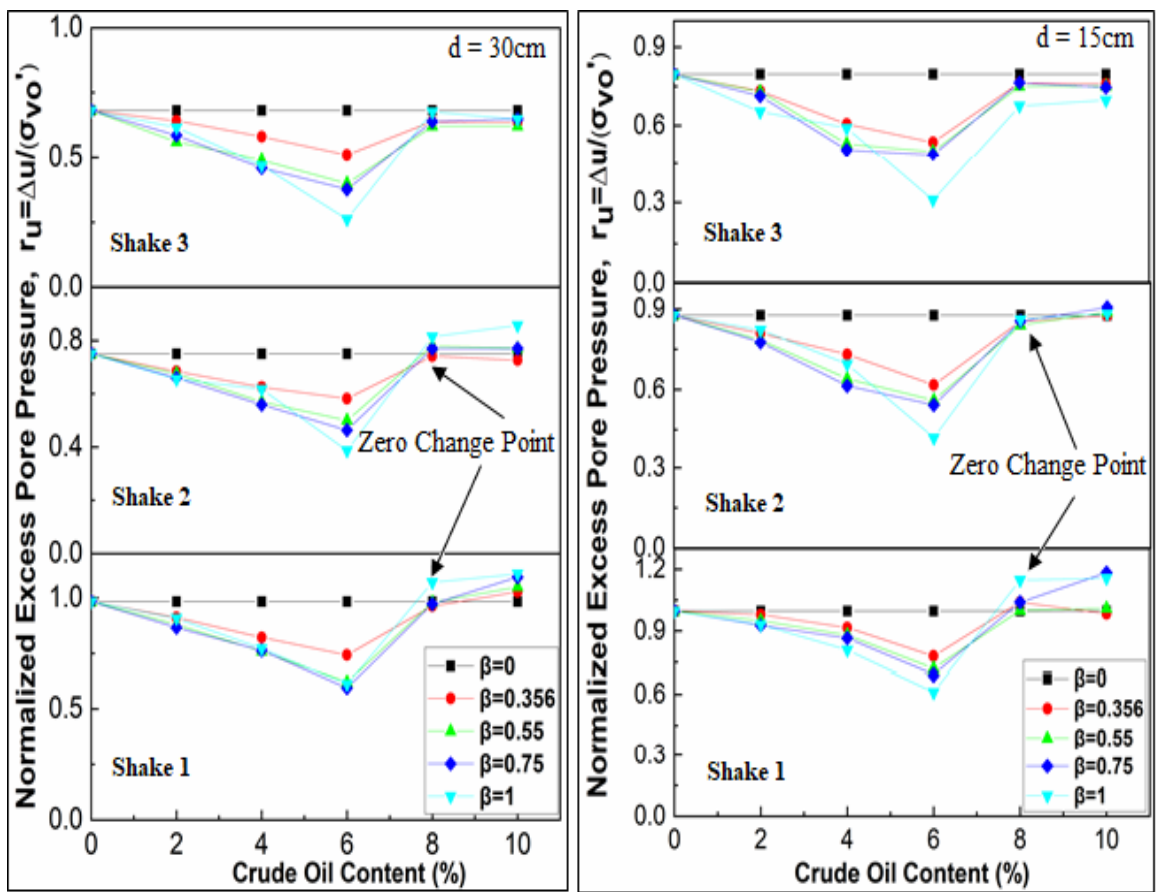 Normalized Excess Pore Pressure, ru=Δu/(σvo')
1.0
d = 30cm
0.5
Shake 3
0.0
0.8
0.4
Zero Change Point
Shake 2
0.0
1.0
0.5
β=0
β=0.356
β=0.55
β=0.75
β=1
Shake 1
0.0
0 2 4 6 8 10
Crude Oil Content (%)
Normalized Excess Pore Pressure, ru=Δu/(σvo')
0.9
d = 15cm
0.6
0.3
Shake 3
0.0
0.9
0.6
0.3
Zero Change Point
Shake 2
0.0
1.2
0.9
0.6
0.3
β=0
β=0.356
β=0.55
β=0.75
β=1
Shake 1
0.0
0 2 4 6 8 10
Crude Oil Content (%)